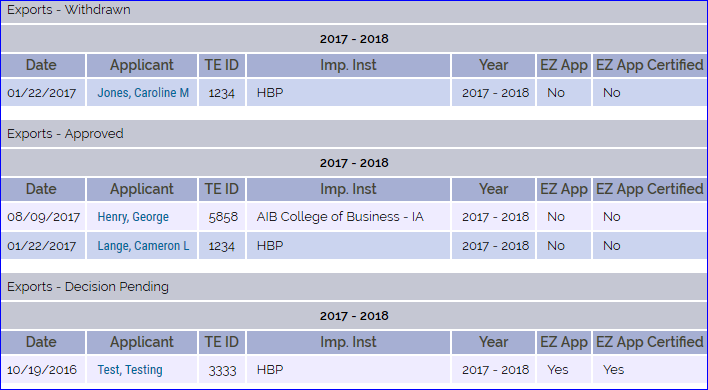 Exports - Withdrawn
2017 - 2018
Date Applicant TE ID Imp. Inst Year EZ App EZ App Certified
01/22/2017 Jones, Caroline M 1234 HBP 2017 - 2018 No No
Exports - Approved
2017 - 2018
Date Applicant TE ID Imp. Inst Year EZ App EZ App Certified
08/09/2017 Henry, George 5858 AIB College of Business - IA 2017 - 2018 No No
01/22/2017 Lange, Cameron L 1234 HBP 2017 - 2018 No No
Exports - Decision Pending
2017 - 2018
Date Applicant TE ID Imp. Inst Year EZ App EZ App Certified
10/19/2016 Test, Testing 3333 HBP 2017 - 2018 Yes Yes